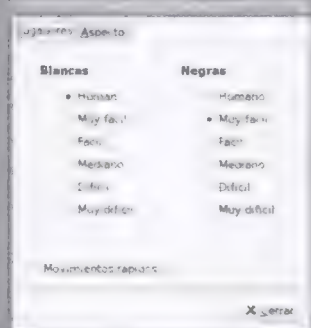 Jugadores Aspecto
Blancas Negras
Humano Humano
Muy fácil Muy fácil
Fácil Fácil
Mediano Mediano
Difícil Difícil
Muy difícil Muy difícil
Movimientos rápidos
Cerrar